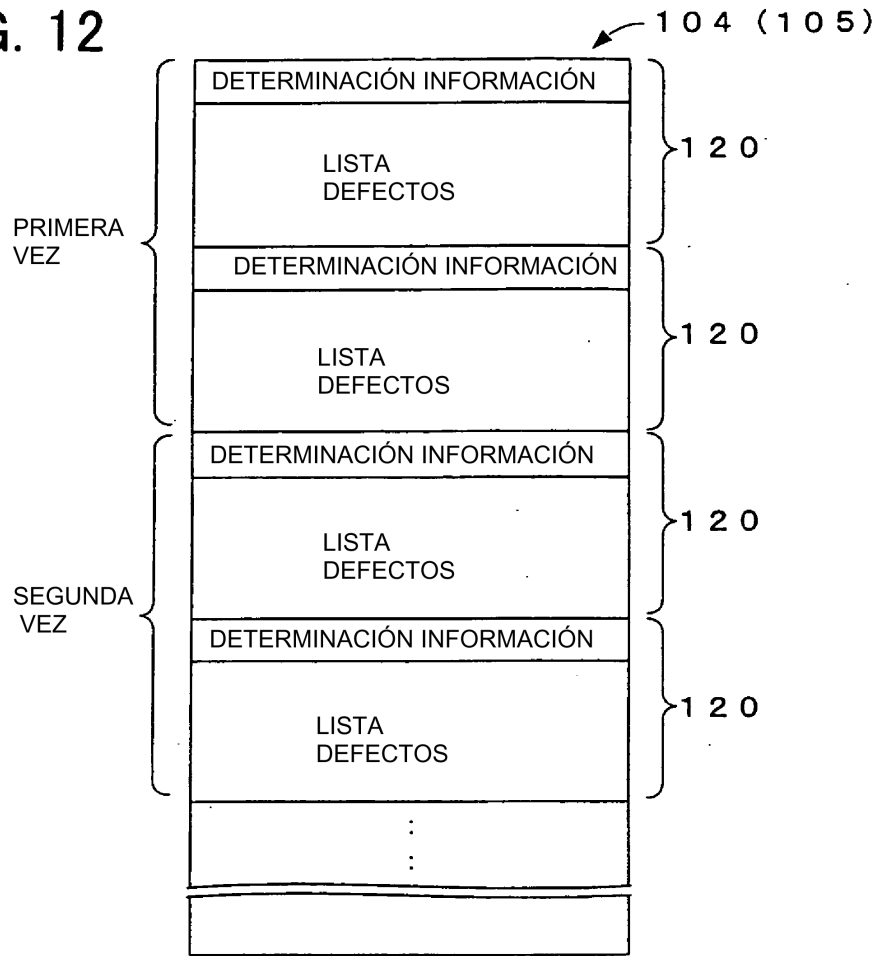 G. 12
104 (105)
DETERMINACIÓN INFORMACIÓN
120
LISTA
DEFECTOS
PRIMERA
VEZ
DETERMINACIÓN INFORMACIÓN
120
LISTA
DEFECTOS
DETERMINACIÓN INFORMACIÓN
120
LISTA
DEFECTOS
SEGUNDA
VEZ
DETERMINACIÓN INFORMACIÓN
120
LISTA
DEFECTOS